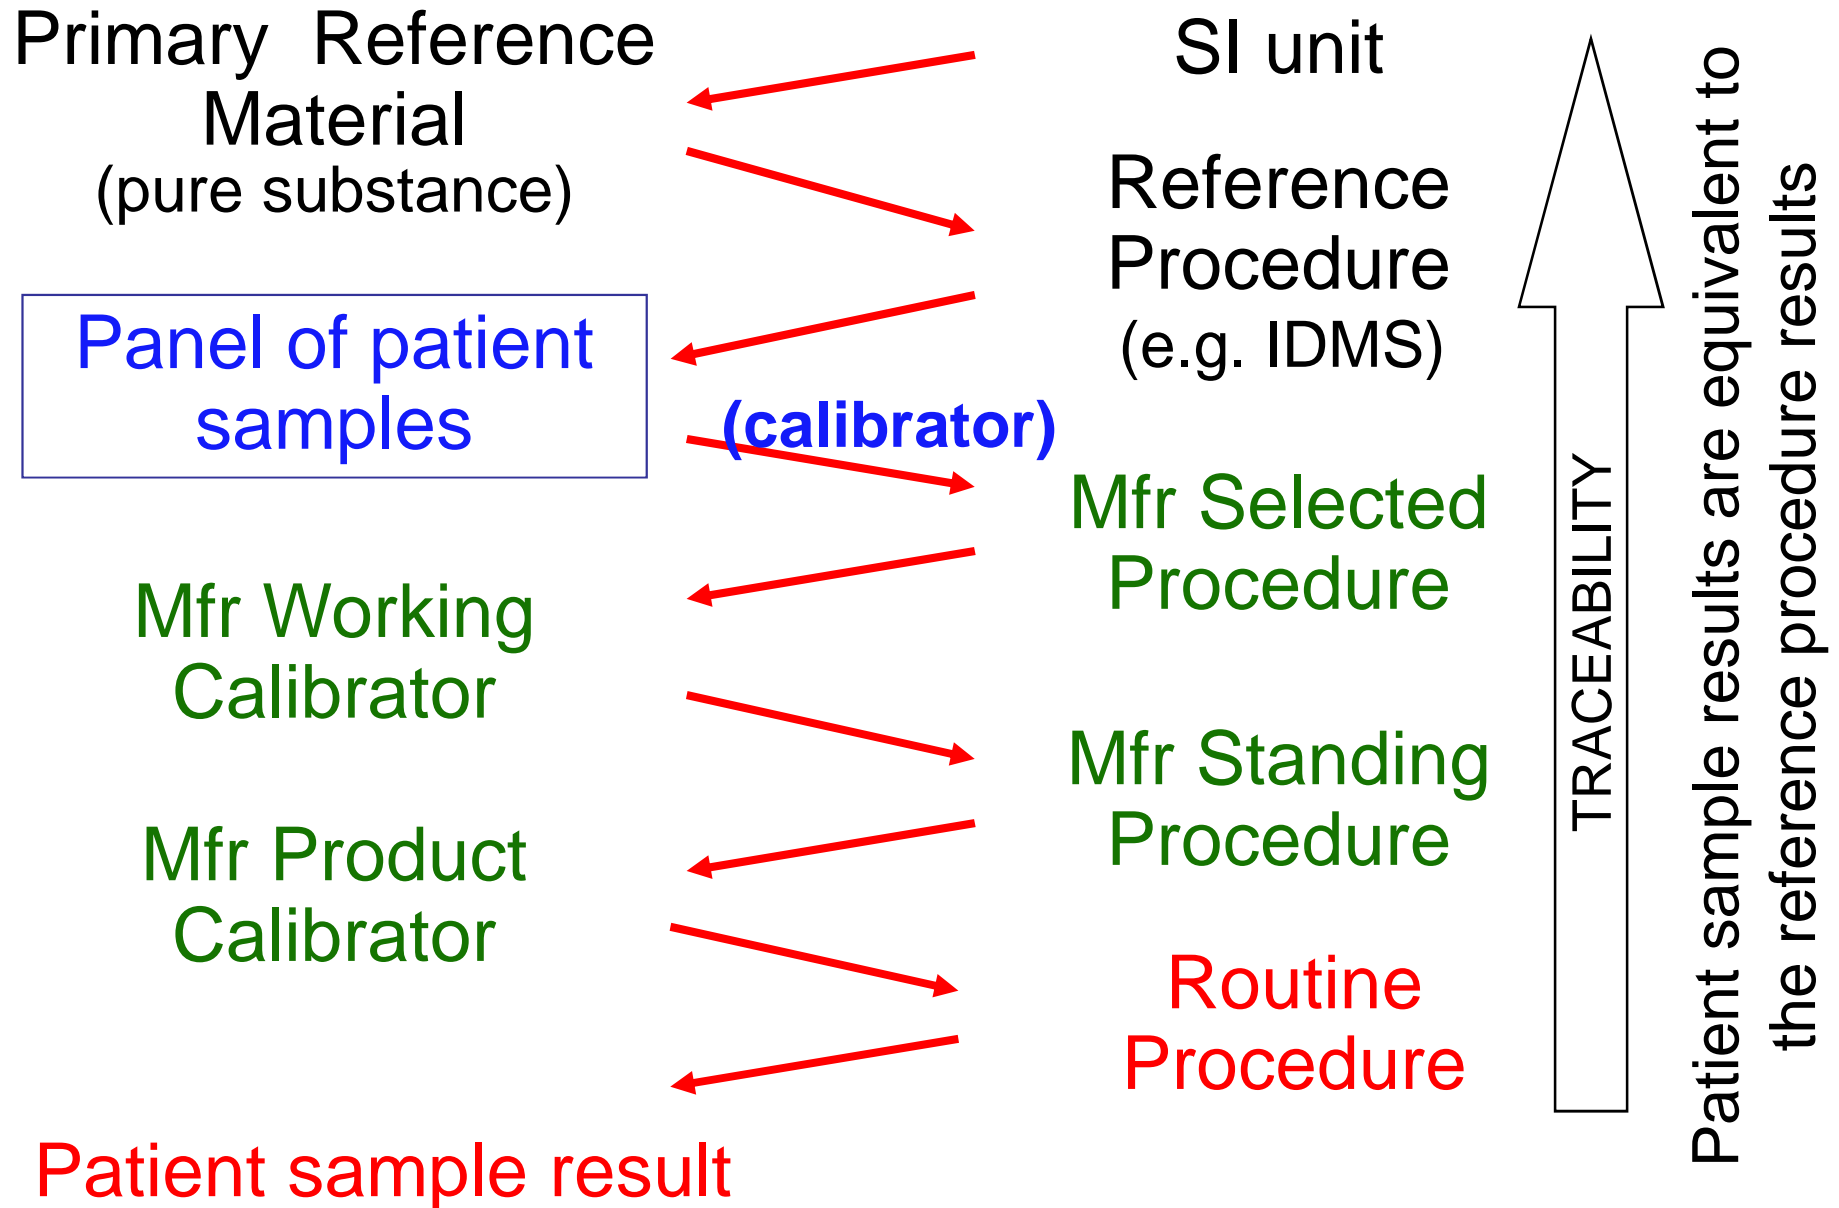 Primary Reference
Material
(pure substance)
SI unit
Reference
Procedure
(e.g. IDMS)
Panel of patient
samples
(calibrator)
Mfr Selected
Procedure
Mfr Working
Calibrator
Mfr Standing
Procedure
Mfr Product
Calibrator
Routine
Procedure
Patient sample result
TRACEABILITY
Patient sample results are equivalent to
the reference procedure results